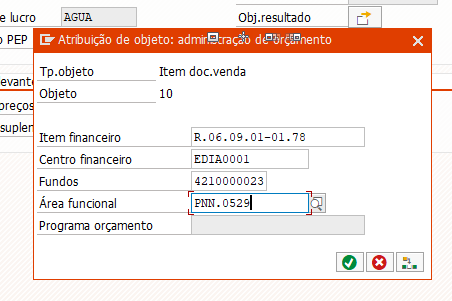 e lucro AGUA Obj.resultado
o PEP
Atribuição de objeto: administração de orçamento
evante
preços
suplem
Tp.objeto Item doc.venda
Objeto 10
Item financeiro R.06.09.01-01.78
Centro financeiro EDIA0001
Fundos 4210000023
Área funcional PNN.0529
Programa orçamento